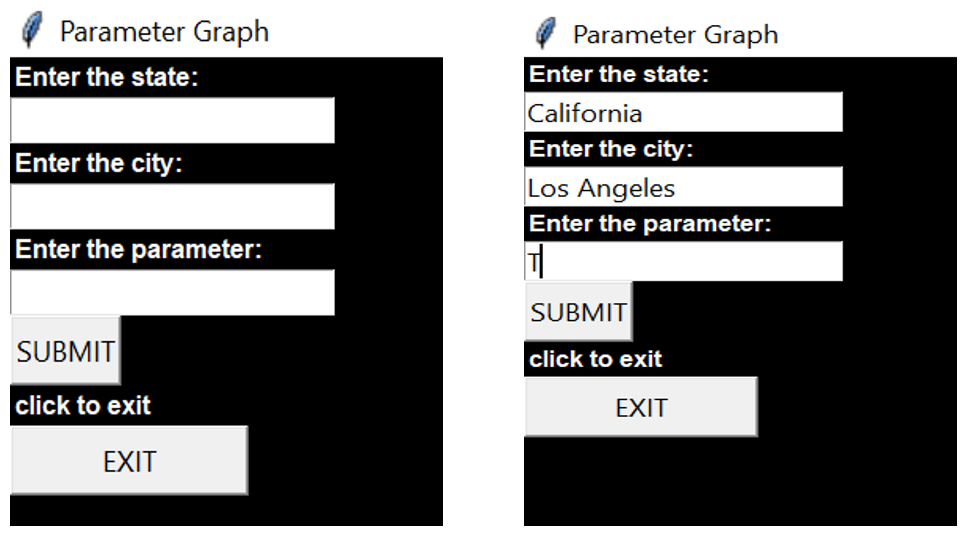 Parameter Graph
Enter the state:
Enter the city:
Enter the parameter:
SUBMIT
click to exit
EXIT
Parameter Graph
Enter the state:
California
Enter the city:
Los Angeles
Enter the parameter:
T
SUBMIT
click to exit
EXIT